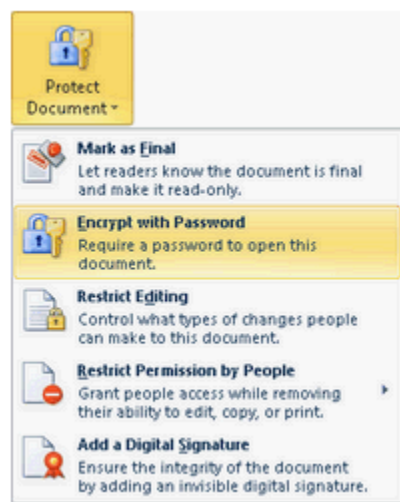 Protect
Document
Mark as Final
Let readers know the document is final
and make it read-only.
Encrypt with Password
Require a password to open this
document.
Restrict Editing
Control what types of changes people
can make to this document.
Restrict Permission by People
Grant people access while removing
their ability to edit, copy, or print.
Add a Digital Signature
Ensure the integrity of the document
by adding an invisible digital signature.